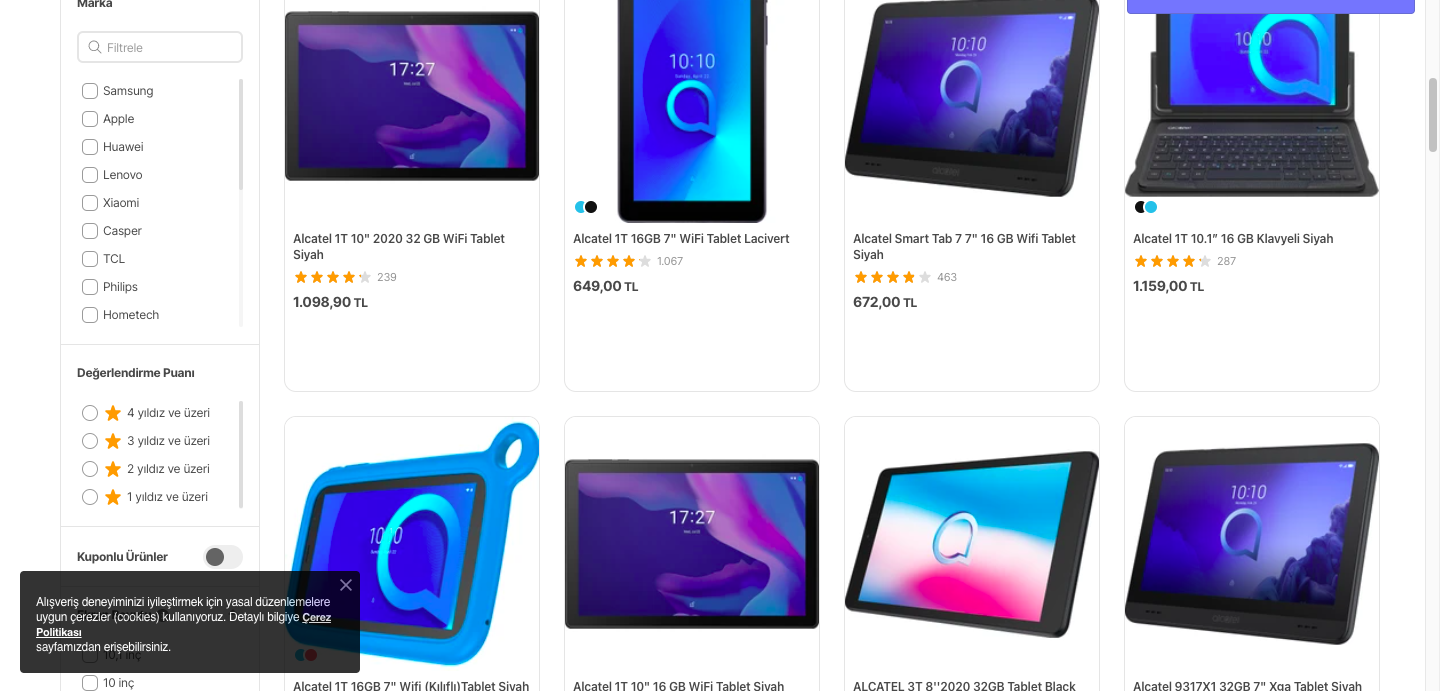 Marka
Filtrele
Samsung
Apple
Huawei
Lenovo
Xiaomi
Casper
TCL
Philips
Hometech
Değerlendirme Puanı
4 yıldız ve üzeri
3 yıldız ve üzeri
2 yıldız ve üzeri
1 yıldız ve üzeri
Kuponlu Ürünler
Alışveriş deneyiminizi iyileştirmek için yasal düzenlemelere
uygun çerezler (cookies) kullanıyoruz. Detaylı bilgiye Çerez
Politikası
sayfamızdan erişebilirsiniz.
10,1 inç
10 inç
17:27
Alcatel 1T 10" 2020 32 GB WiFi Tablet
Siyah
239
1.098,90 TL
10:10
Alcatel 1T 16GB 7" WiFi Tablet Lacivert
1.067
649,00 TL
10:10
alcatel
Alcatel Smart Tab 7 7" 16 GB Wifi Tablet
Siyah
463
672,00 TL
10:10
Alcatel 1T 10.1” 16 GB Klavyeli Siyah
287
1.159,00 TL
10:10
Alcatel 1T 16GB 7" Wifi (Kılıflı)Tablet Siyah
17:27
Alcatel 1T 10" 16 GB WiFi Tablet Siyah
ALCATEL 3T 8''2020 32GB Tablet Black
10:10
alcatel
Alcatel 9317X1 32GB 7" Xga Tablet Siyah